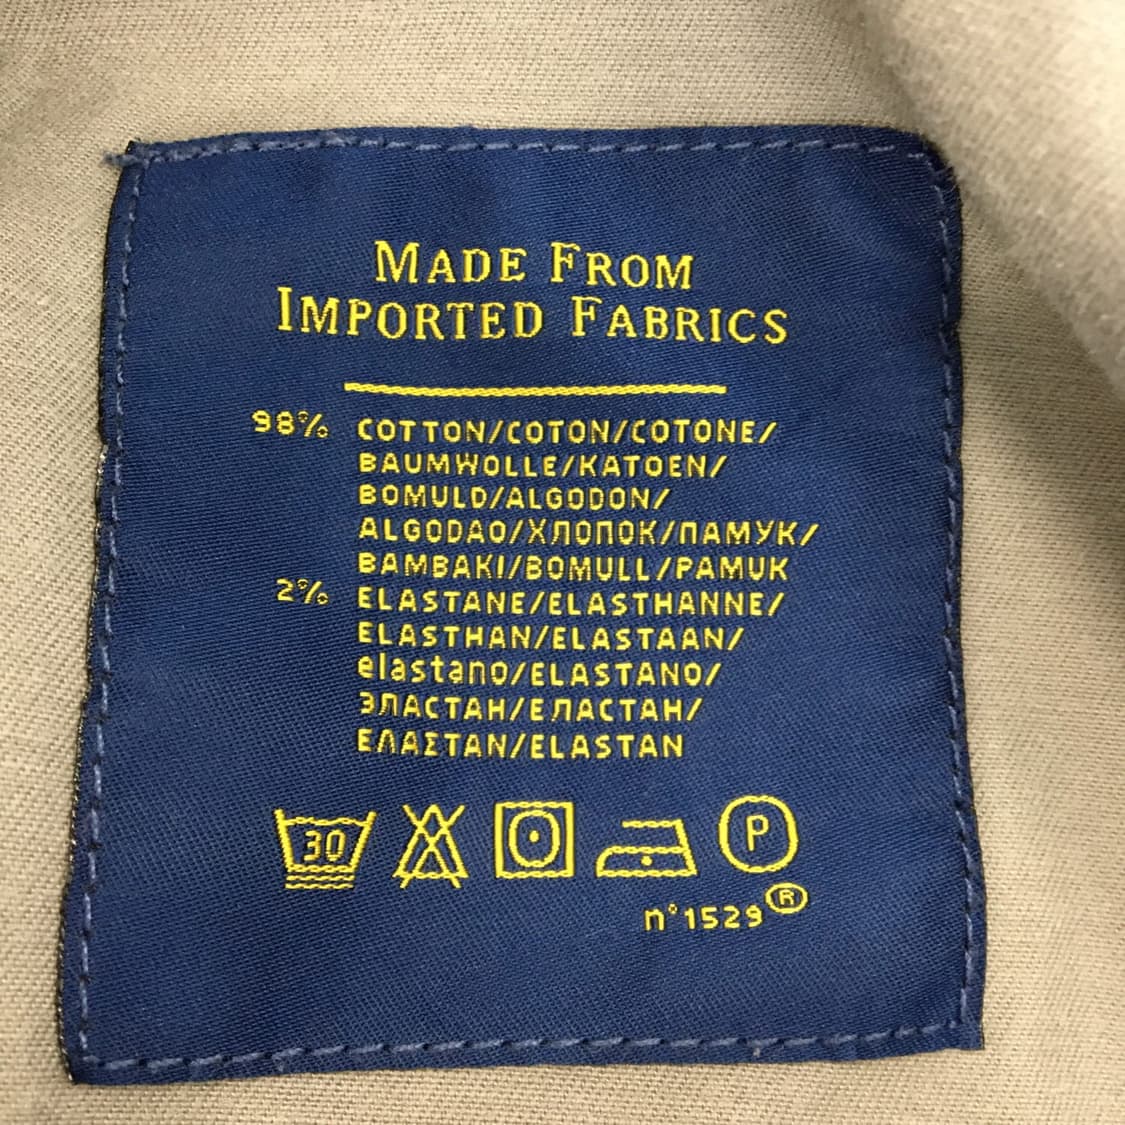 MADE FROM
IMPORTED FABRICS
98% COTTON/COTON/COTONE/
BAUMWOLLE/KATOEN/
BOMULD/ALGODON/
ALGODAO/ХЛОПОК/ПАМУК/
BAMBAKI/BOMULL/PAMUK
2% ELASTANE/ELASTHANNE/
ELASTHAN/ELASTAAN/
elastano/ELASTANO/
ЭЛАСТАН/ЕЛАСТАН/
ΕΛΑΣΤΑΝ/ELASTAN
30 P
n°1529®